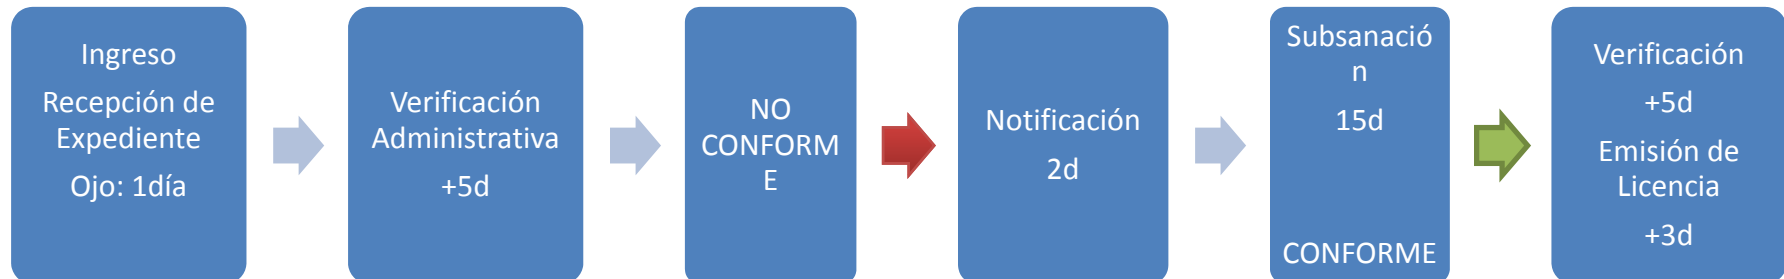 Ingreso
Recepción de
Expediente
Ojo: 1día
Verificación
Administrativa
+5d
NO
CONFORM
E
Notificación
2d
Subsanació
n
15d
CONFORME
Verificación
+5d
Emisión de
Licencia
+3d